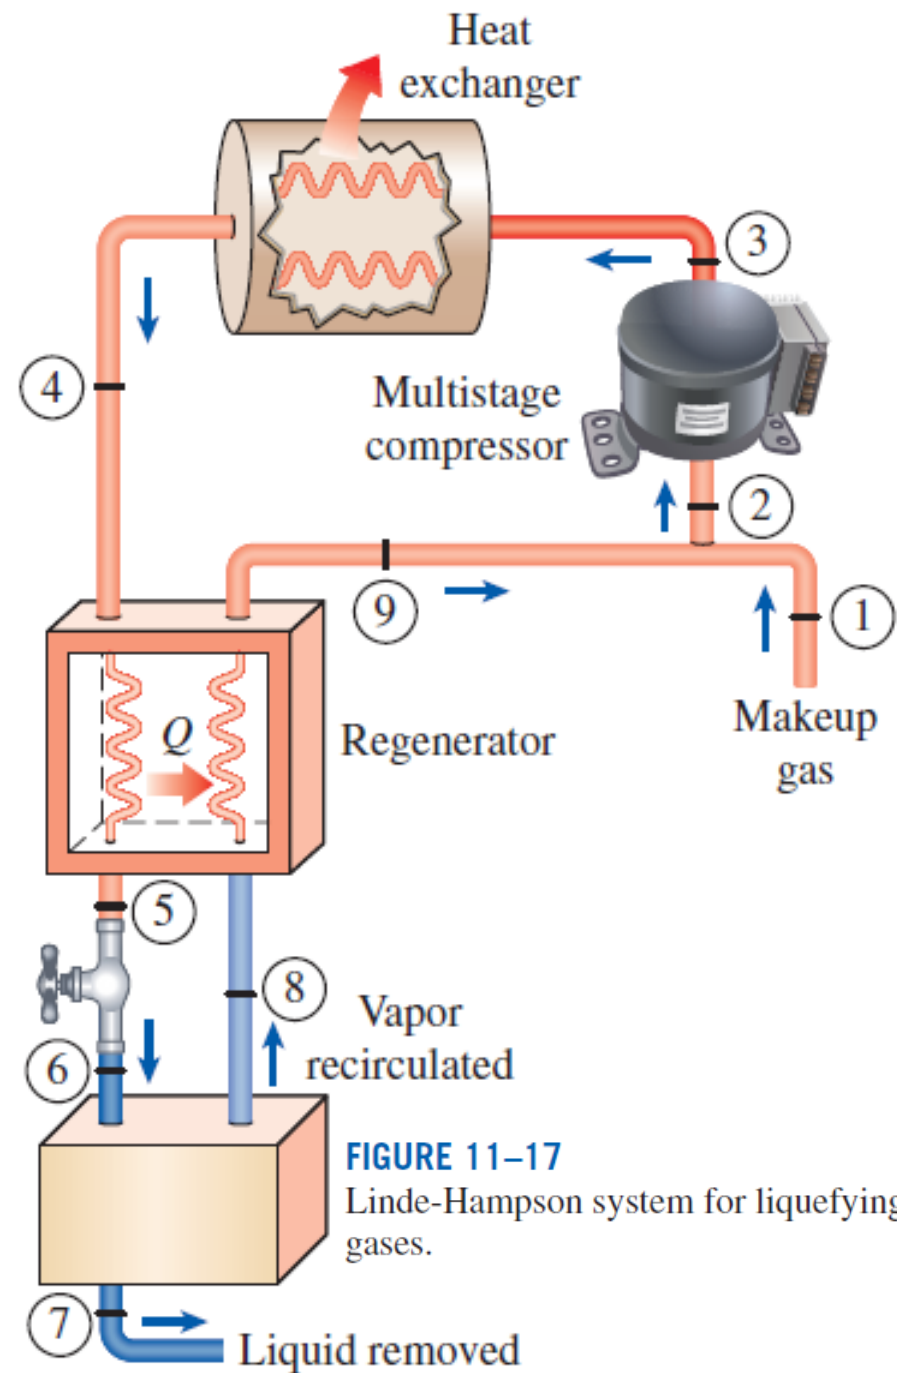 Heat
exchanger
3
4
Multistage
compressor
2
9
1
Makeup
gas
Q
Regenerator
5
8
Vapor
recirculated
6
FIGURE 11–17
Linde-Hampson system for liquefying
gases.
7
Liquid removed